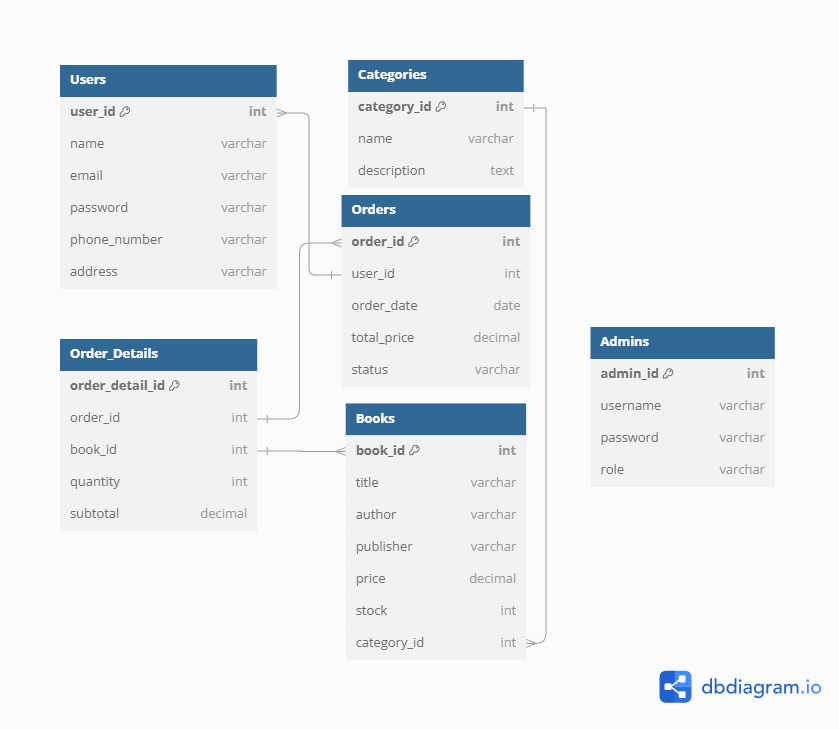 Users
user_id int
name varchar
email varchar
password varchar
phone_number varchar
address varchar
Categories
category_id int
name varchar
description text
Orders
order_id int
user_id int
order_date date
total_price decimal
status varchar
Order_Details
order_detail_id int
order_id int
book_id int
quantity int
subtotal decimal
Books
book_id int
title varchar
author varchar
publisher varchar
price decimal
stock int
category_id int
Admins
admin_id int
username varchar
password varchar
role varchar
dbdiagram.io